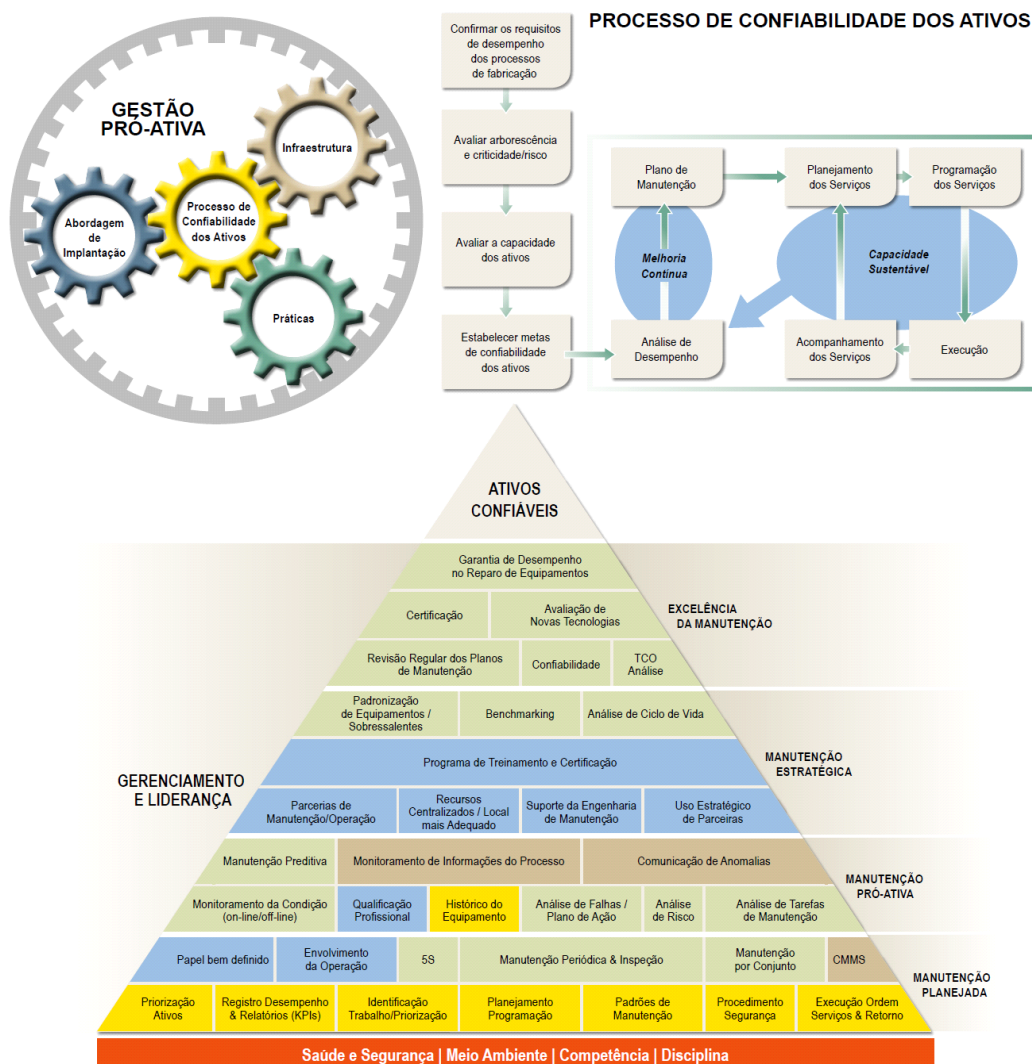 PROCESSO DE CONFIABILIDADE DOS ATIVOS
GESTÃO
PRÓ-ATIVA
Infraestrutura
Processo de
Confiabilidade
dos Ativos
Abordagem
de
Implantação
Práticas
Confirmar os requisitos
de desempenho
dos processos
de fabricação
Avaliar arborescência
e criticidade/risco
Avaliar a capacidade
dos ativos
Estabelecer metas
de confiabilidade
dos ativos
Plano de
Manutenção
Planejamento
dos Serviços
Programação
dos Serviços
Melhoria
Contínua
Capacidade
Sustentável
Análise de
Desempenho
Acompanhamento
dos Serviços
Execução
ATIVOS
CONFIÁVEIS
Garantia de Desempenho
no Reparo de Equipamentos
Certificação
Avaliação de
Novas Tecnologias
EXCELÊNCIA
DA MANUTENÇÃO
Revisão Regular dos Planos
de Manutenção
Confiabilidade
TCO
Análise
Padronização
de Equipamentos /
Sobressalentes
Benchmarking
Análise de Ciclo de Vida
Programa de Treinamento e Certificação
MANUTENÇÃO
ESTRATÉGICA
GERENCIAMENTO
E LIDERANÇA
Parcerias de
Manutenção/Operação
Recursos
Centralizados / Local
mais Adequado
Suporte da Engenharia
de Manutenção
Uso Estratégico
de Parceiras
Manutenção Preditiva
Monitoramento de Informações do Processo
Comunicação de Anomalias
MANUTENÇÃO
PRÓ-ATIVA
Monitoramento da Condição
(on-line/off-line)
Qualificação
Profissional
Histórico do
Equipamento
Análise de Falhas /
Plano de Ação
Análise
de Risco
Análise de Tarefas
de Manutenção
Papel bem definido
Envolvimento
da Operação
5S
Manutenção Periódica & Inspeção
Manutenção
por Conjunto
CMMS
MANUTENÇÃO
PLANEJADA
Priorização
Ativos
Registro Desempenho
& Relatórios (KPIs)
Identificação
Trabalho/Priorização
Planejamento
Programação
Padrões de
Manutenção
Procedimento
Segurança
Execução Ordem
Serviços & Retorno
Saúde e Segurança | Meio Ambiente | Competência | Disciplina